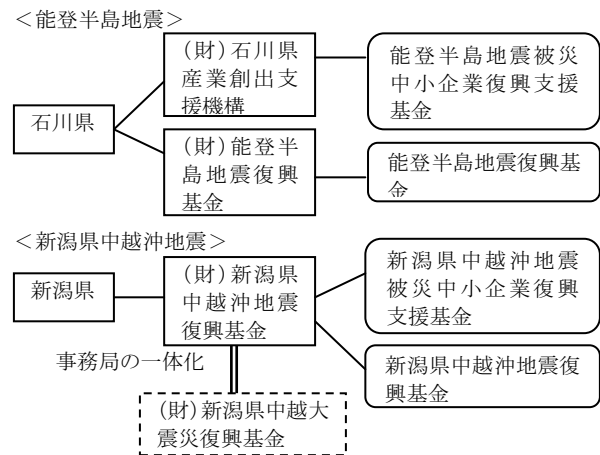 ＜能登半島地震＞
（財）石川県
産業創出支
援機構
能登半島地震被災
中小企業復興支援
基金
石川県
（財）能登半
島地震復興
基金
能登半島地震復興基
金
＜新潟県中越沖地震＞
（財）新潟県
中越沖地震
復興基金
新潟県中越沖地震
被災中小企業復興
支援基金
新潟県
事務局の一体化
新潟県中越沖地震復
興基金
（財）新潟県中越大
震災復興基金